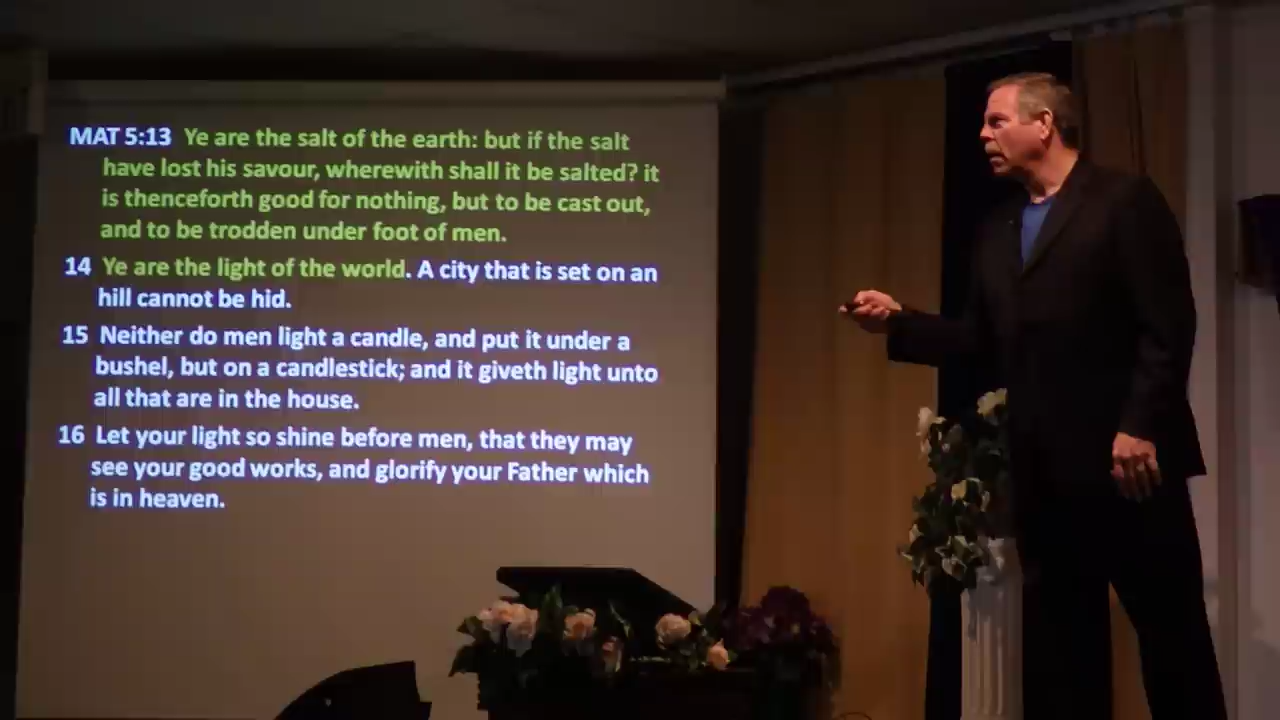 MAT 5:13 Ye are the salt of the earth: but if the salt
have lost his savour, wherewith shall it be salted? it
is thenceforth good for nothing, but to be cast out,
and to be trodden under foot of men.
14 Ye are the light of the world. A city that is set on an
hill cannot be hid.
15 Neither do men light a candle, and put it under a
bushel, but on a candlestick; and it giveth light unto
all that are in the house.
16 Let your light so shine before men, that they may
see your good works, and glorify your Father which
is in heaven.